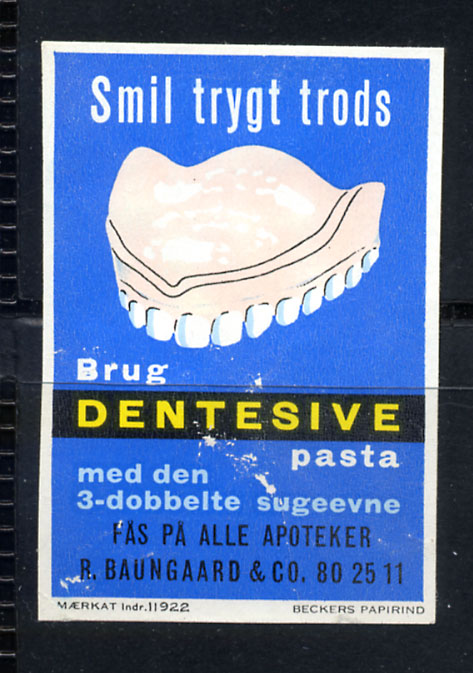 Smil trygt trods
Brug
DENTESIVE
pasta
med den
3-dobbelte sugeevne
FÅS PÅ ALLE APOTEKER
R. BAUNGAARD & CO. 80 25 11
MÆRKAT Indr.11922 BECKERS PAPIRIND